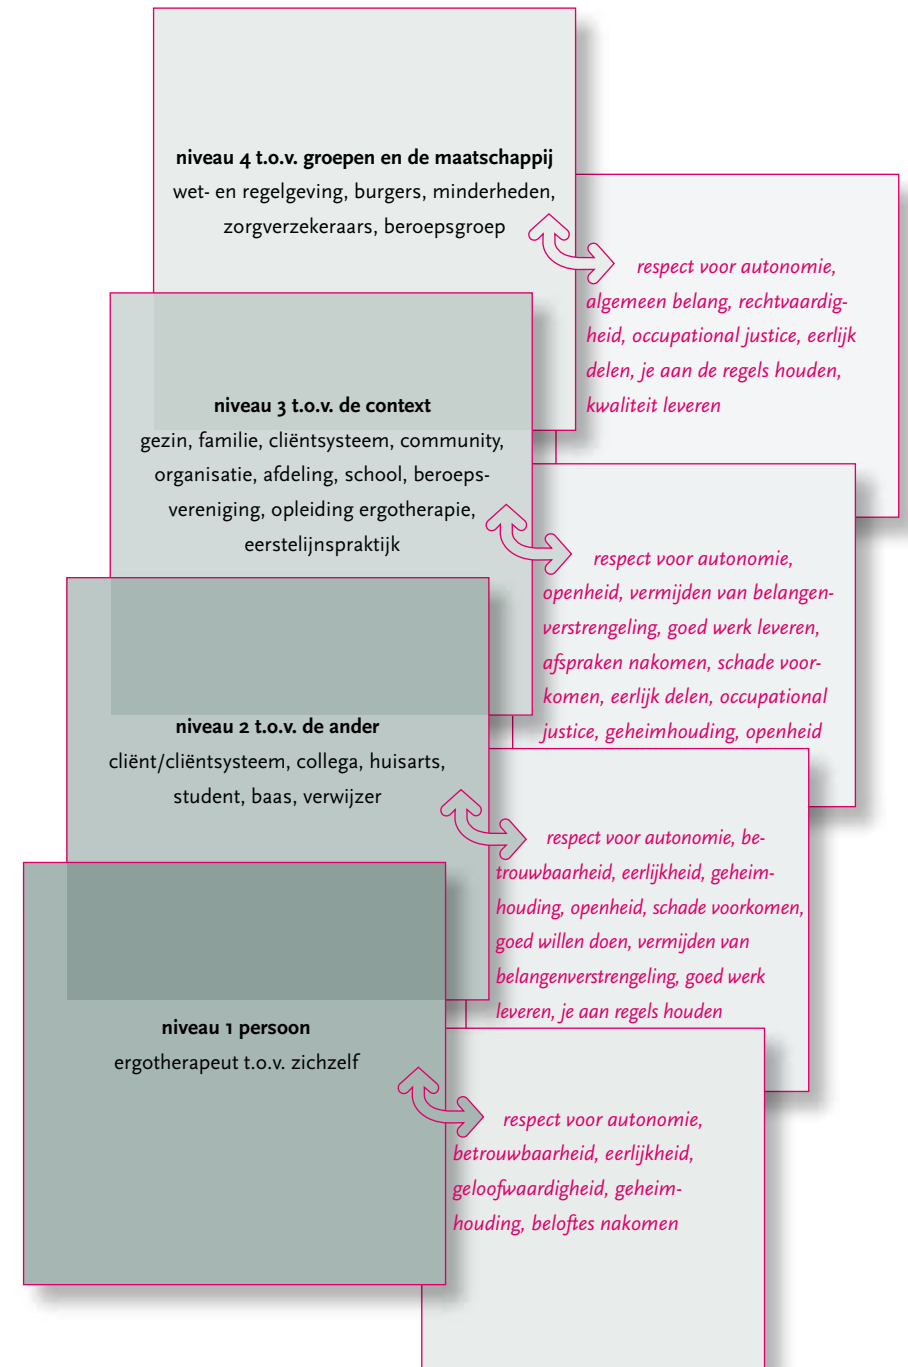 niveau 4 t.o.v. groepen en de maatschappij
wet- en regelgeving, burgers, minderheden,
zorgverzekeraars, beroepsgroep
respect voor autonomie,
algemeen belang, rechtvaardig-
heid, occupational justice, eerlijk
delen, je aan de regels houden,
kwaliteit leveren
niveau 3 t.o.v. de context
gezin, familie, cliëntsysteem, community,
organisatie, afdeling, school, beroeps-
vereniging, opleiding ergotherapie,
eerstelijnspraktijk
respect voor autonomie,
openheid, vermijden van belangen-
verstrengeling, goed werk leveren,
afspraken nakomen, schade voor-
komen, eerlijk delen, occupational
justice, geheimhouding, openheid
niveau 2 t.o.v. de ander
cliënt/cliëntsysteem, collega, huisarts,
student, baas, verwijzer
respect voor autonomie, be-
trouwbaarheid, eerlijkheid, geheim-
houding, openheid, schade voorkomen,
goed willen doen, vermijden van
belangenverstrengeling, goed werk
leveren, je aan regels houden
niveau 1 persoon
ergotherapeut t.o.v. zichzelf
respect voor autonomie,
betrouwbaarheid, eerlijkheid,
geloofwaardigheid, geheim-
houding, beloftes nakomen